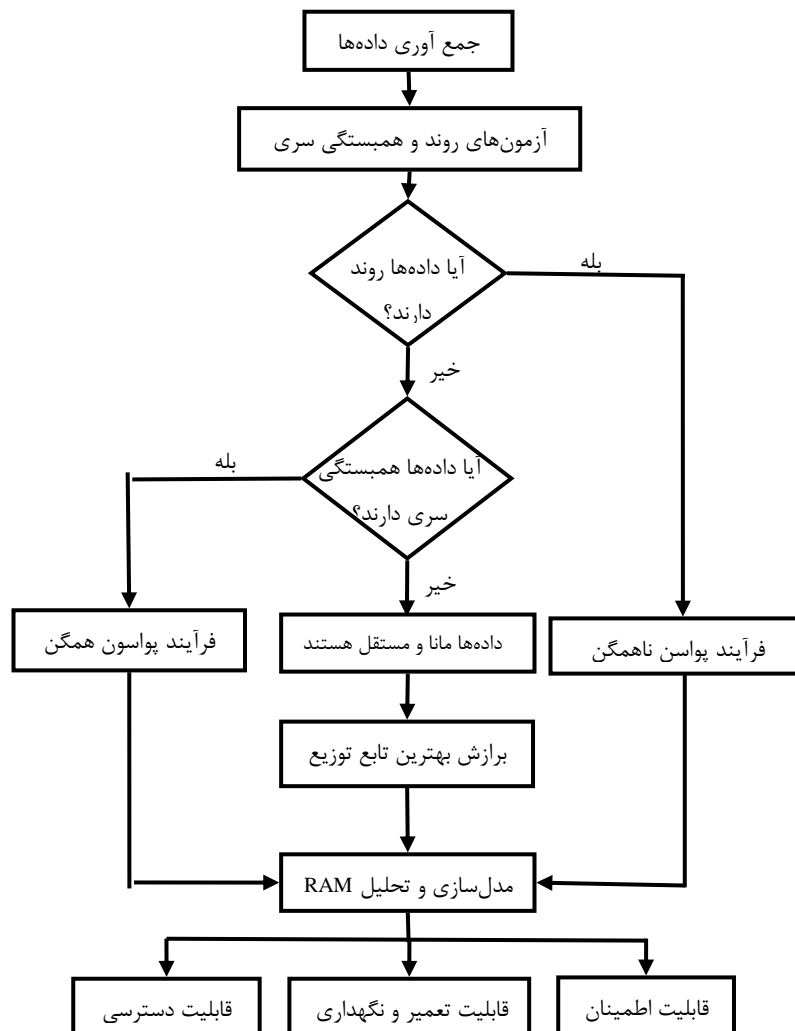 جمع آوری داده‌ها
آزمون‌های روند و همبستگی سری
آیا داده‌ها روند
دارند؟
بله
خیر
آیا داده‌ها همبستگی
سری دارند؟
بله
خیر
فرآیند پواسن ناهمگن
داده‌ها مانا و مستقل هستند
فرآیند پواسون همگن
برازش بهترین تابع توزیع
مدل‌سازی و تحلیل RAM
قابلیت اطمینان
قابلیت تعمیر و نگهداری
قابلیت دسترسی